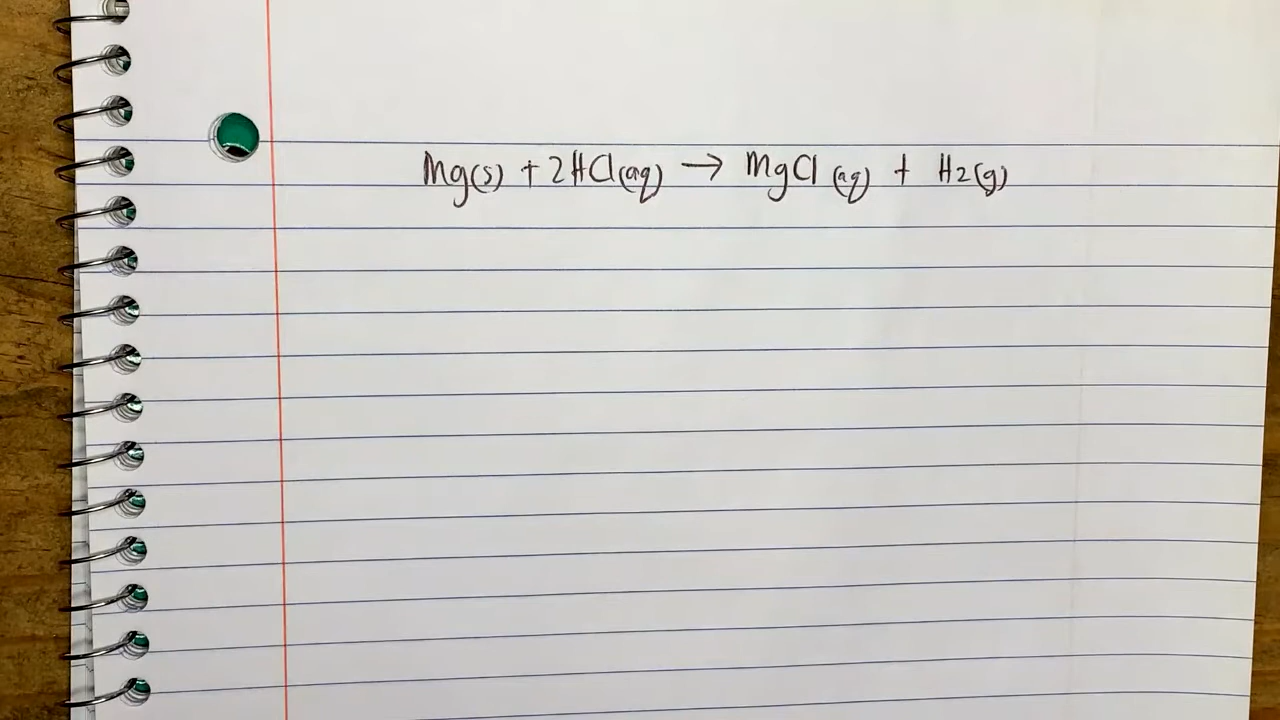 Mg(s) + 2HCl(aq) → MgCl (aq) + H2(g)